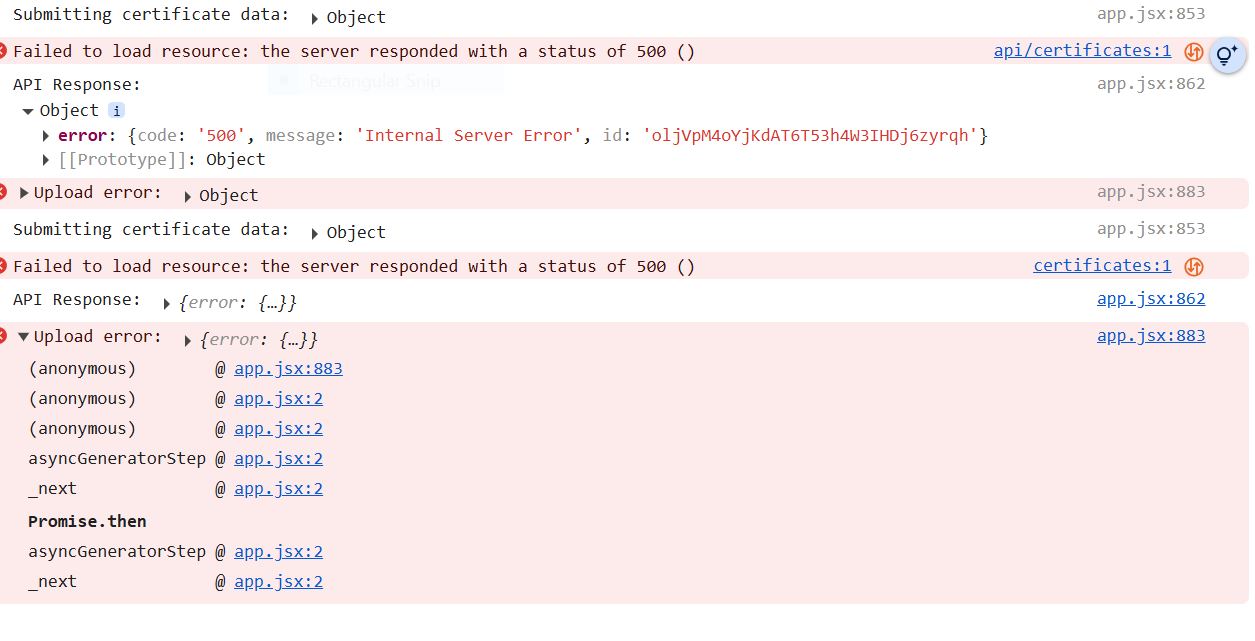 Submitting certificate data: ▶ Object app.jsx:853
Failed to load resource: the server responded with a status of 500 () api/certificates:1
Rectangular Snip
API Response: app.jsx:862
▼ Object i
▶ error: {code: '500', message: 'Internal Server Error', id: 'oljVpM4oYjKdAT6T53h4W3IHDj6zyrqh'}
▶ [[Prototype]]: Object
▶ Upload error: ▶ Object app.jsx:883
Submitting certificate data: ▶ Object app.jsx:853
Failed to load resource: the server responded with a status of 500 () certificates:1
API Response: ▶ {error: {…}} app.jsx:862
▼ Upload error: ▶ {error: {…}} app.jsx:883
(anonymous) @ app.jsx:883
(anonymous) @ app.jsx:2
(anonymous) @ app.jsx:2
asyncGeneratorStep @ app.jsx:2
_next @ app.jsx:2
Promise.then
asyncGeneratorStep @ app.jsx:2
_next @ app.jsx:2